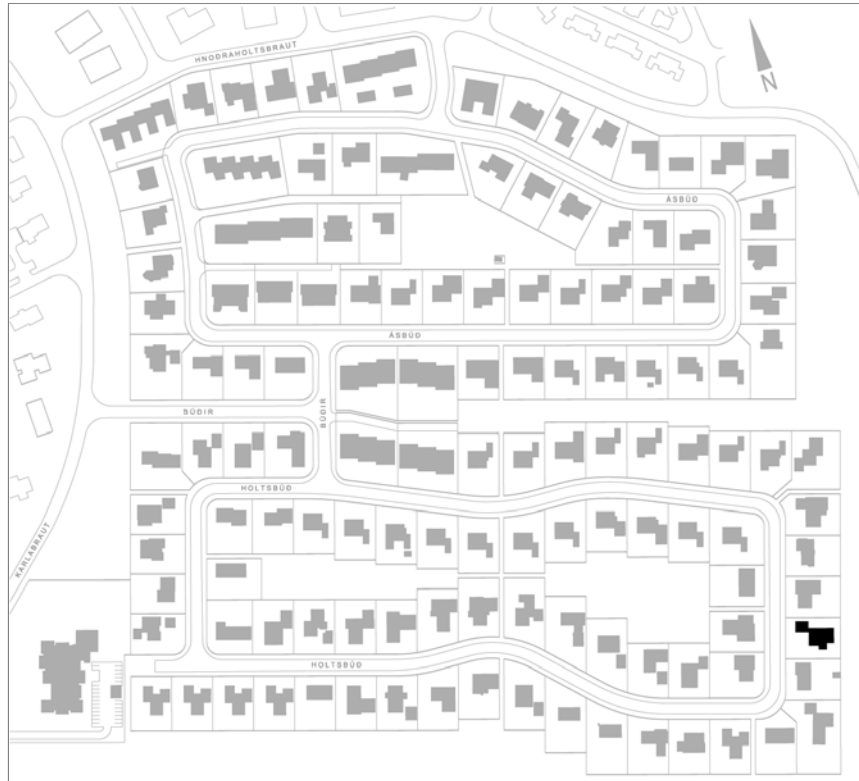 HNOÐRAHOLTSBRAUT
N
ÁSBÚÐ
ÁSBÚÐ
BÚÐIR
BÚÐIR
HOLTSBÚÐ
KARLABRAUT
HOLTSBÚÐ